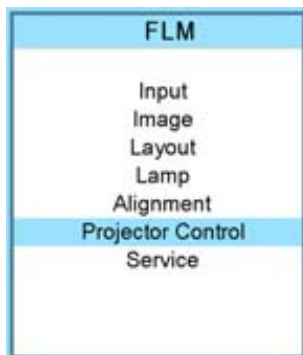 FLM
Input
Image
Layout
Lamp
Alignment
Projector Control
Service